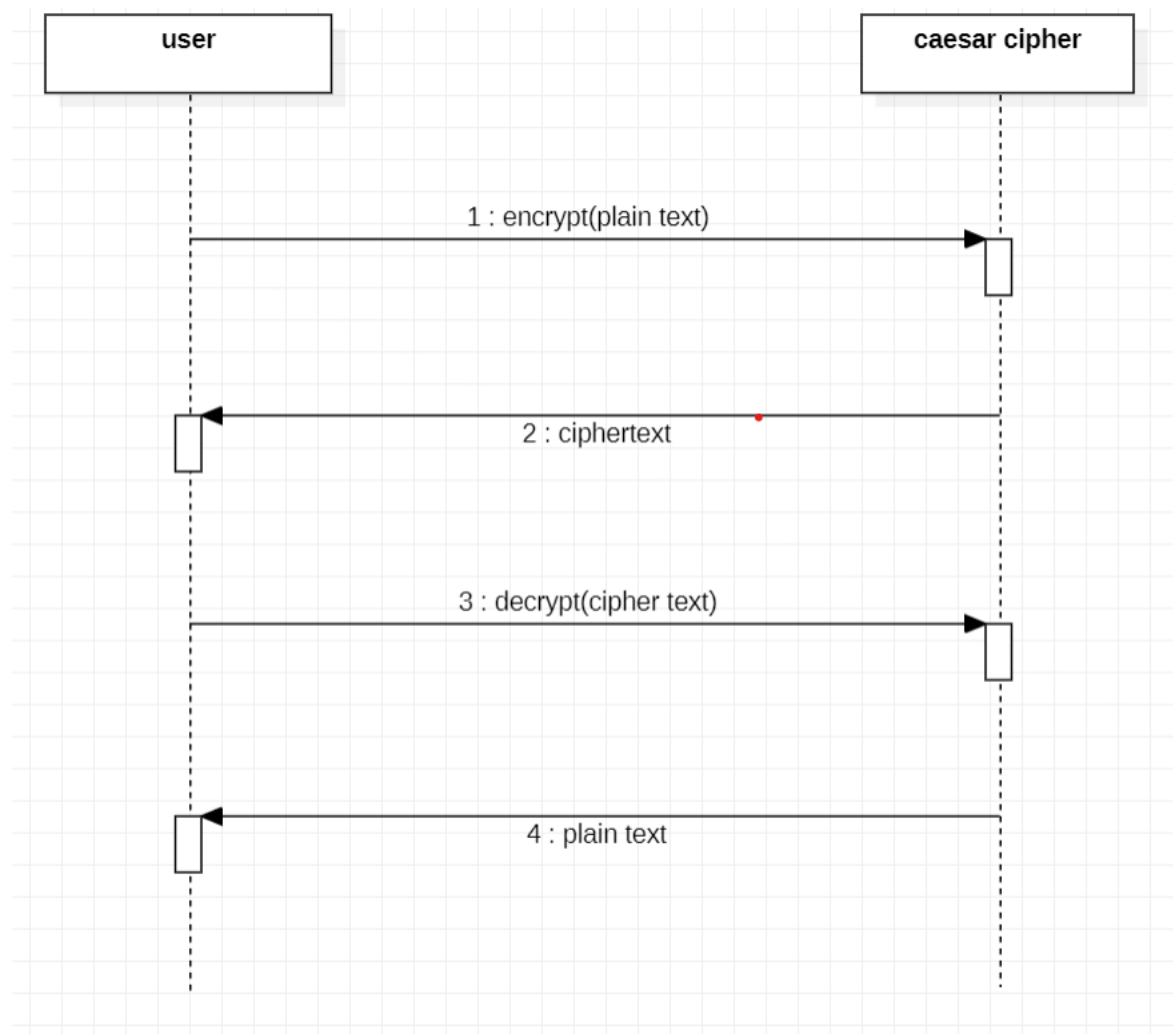 user
caesar cipher
1 : encrypt(plain text)
2 : ciphertext
3 : decrypt(cipher text)
4 : plain text